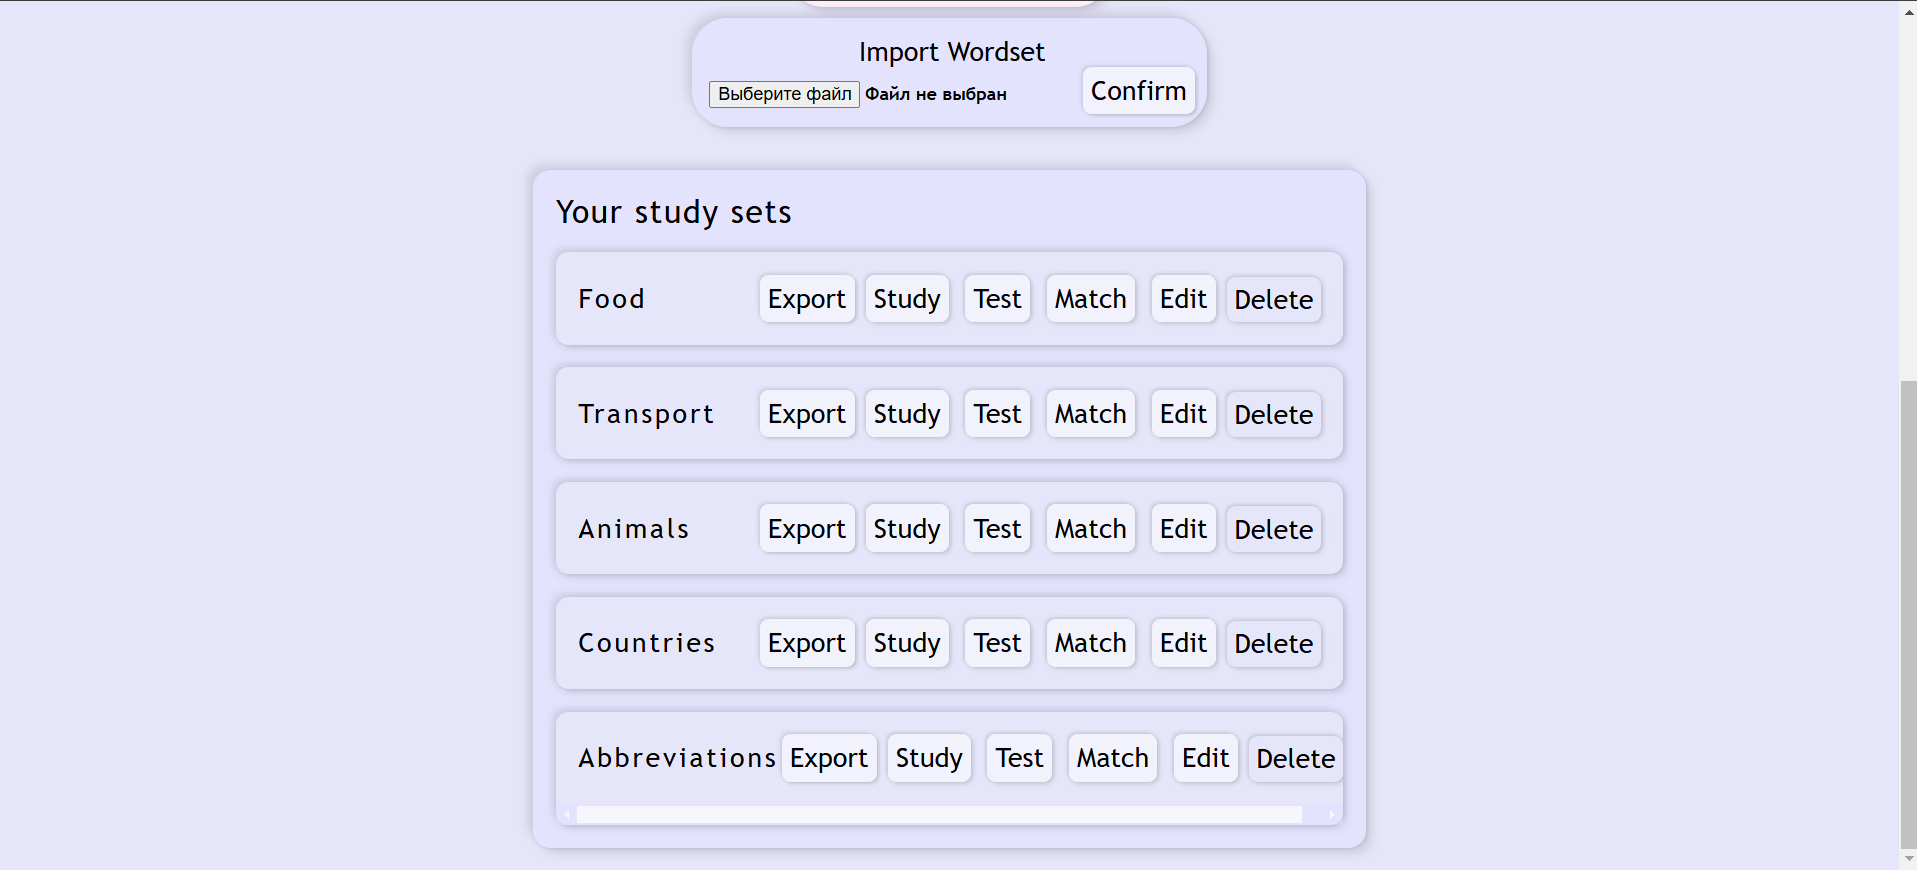 Import Wordset
Выберите файл Файл не выбран Confirm
Your study sets
Food Export Study Test Match Edit Delete
Transport Export Study Test Match Edit Delete
Animals Export Study Test Match Edit Delete
Countries Export Study Test Match Edit Delete
Abbreviations Export Study Test Match Edit Delete